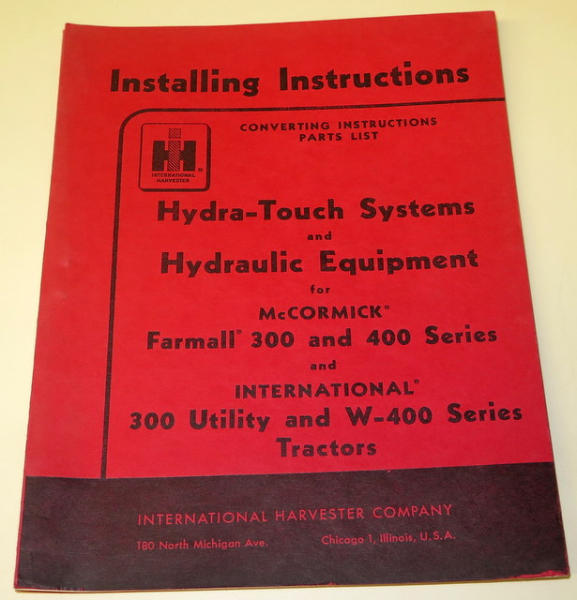 Installing Instructions
CONVERTING INSTRUCTIONS
PARTS LIST
IH
®
INTERNATIONAL
HARVESTER
Hydra-Touch Systems
and
Hydraulic Equipment
for
McCORMICK®
Farmall® 300 and 400 Series
and
INTERNATIONAL®
300 Utility and W-400 Series
Tractors
INTERNATIONAL HARVESTER COMPANY
180 North Michigan Ave. Chicago 1, Illinois, U.S.A.